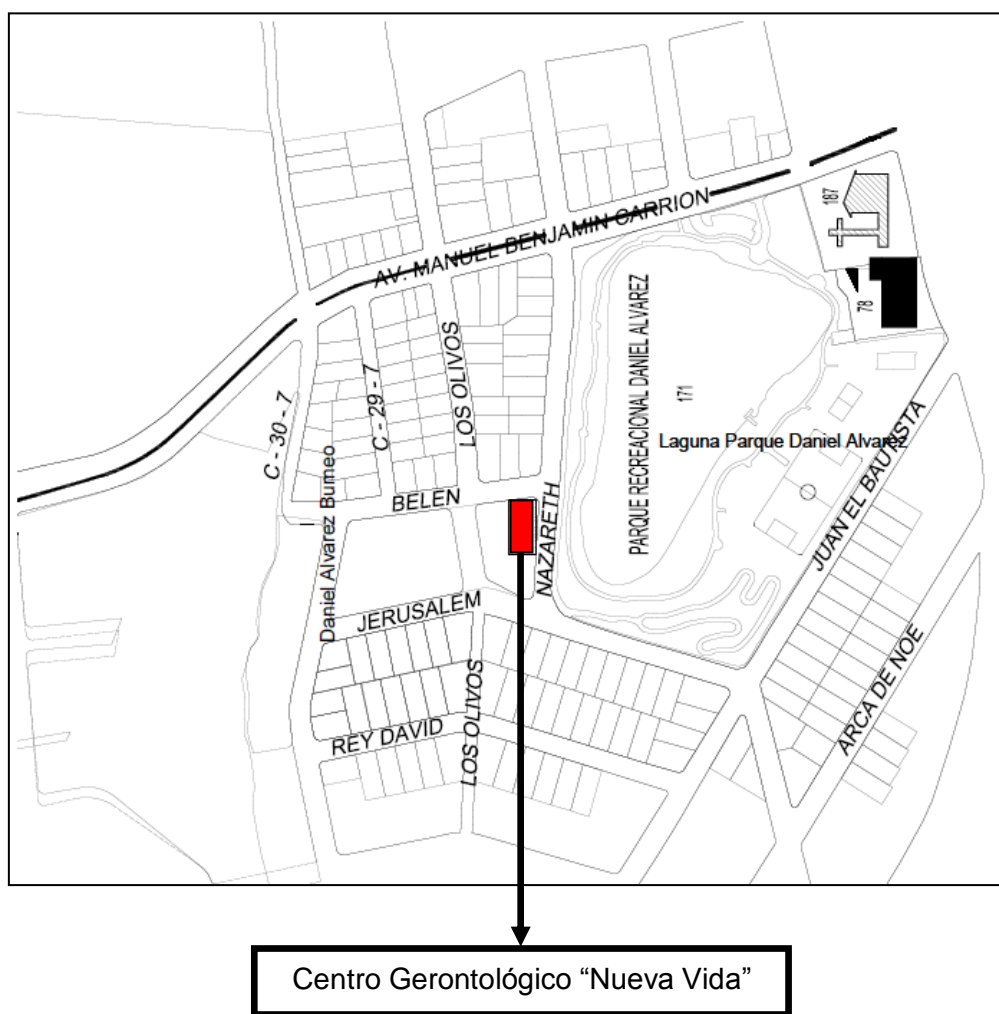 AV. MANUEL BENJAMIN CARRION
187
78
PARQUE RECREACIONAL DANIEL ALVAREZ
171
Laguna Parque Daniel Alvarez
LOS OLIVOS
C - 29 - 7
C - 30 - 7
Daniel Alvarez Burneo
BELEN
NAZARETH
JUAN EL BAUTISTA
JERUSALEM
ARCA DE NOE
REY DAVID
LOS OLIVOS
Centro Gerontológico “Nueva Vida”